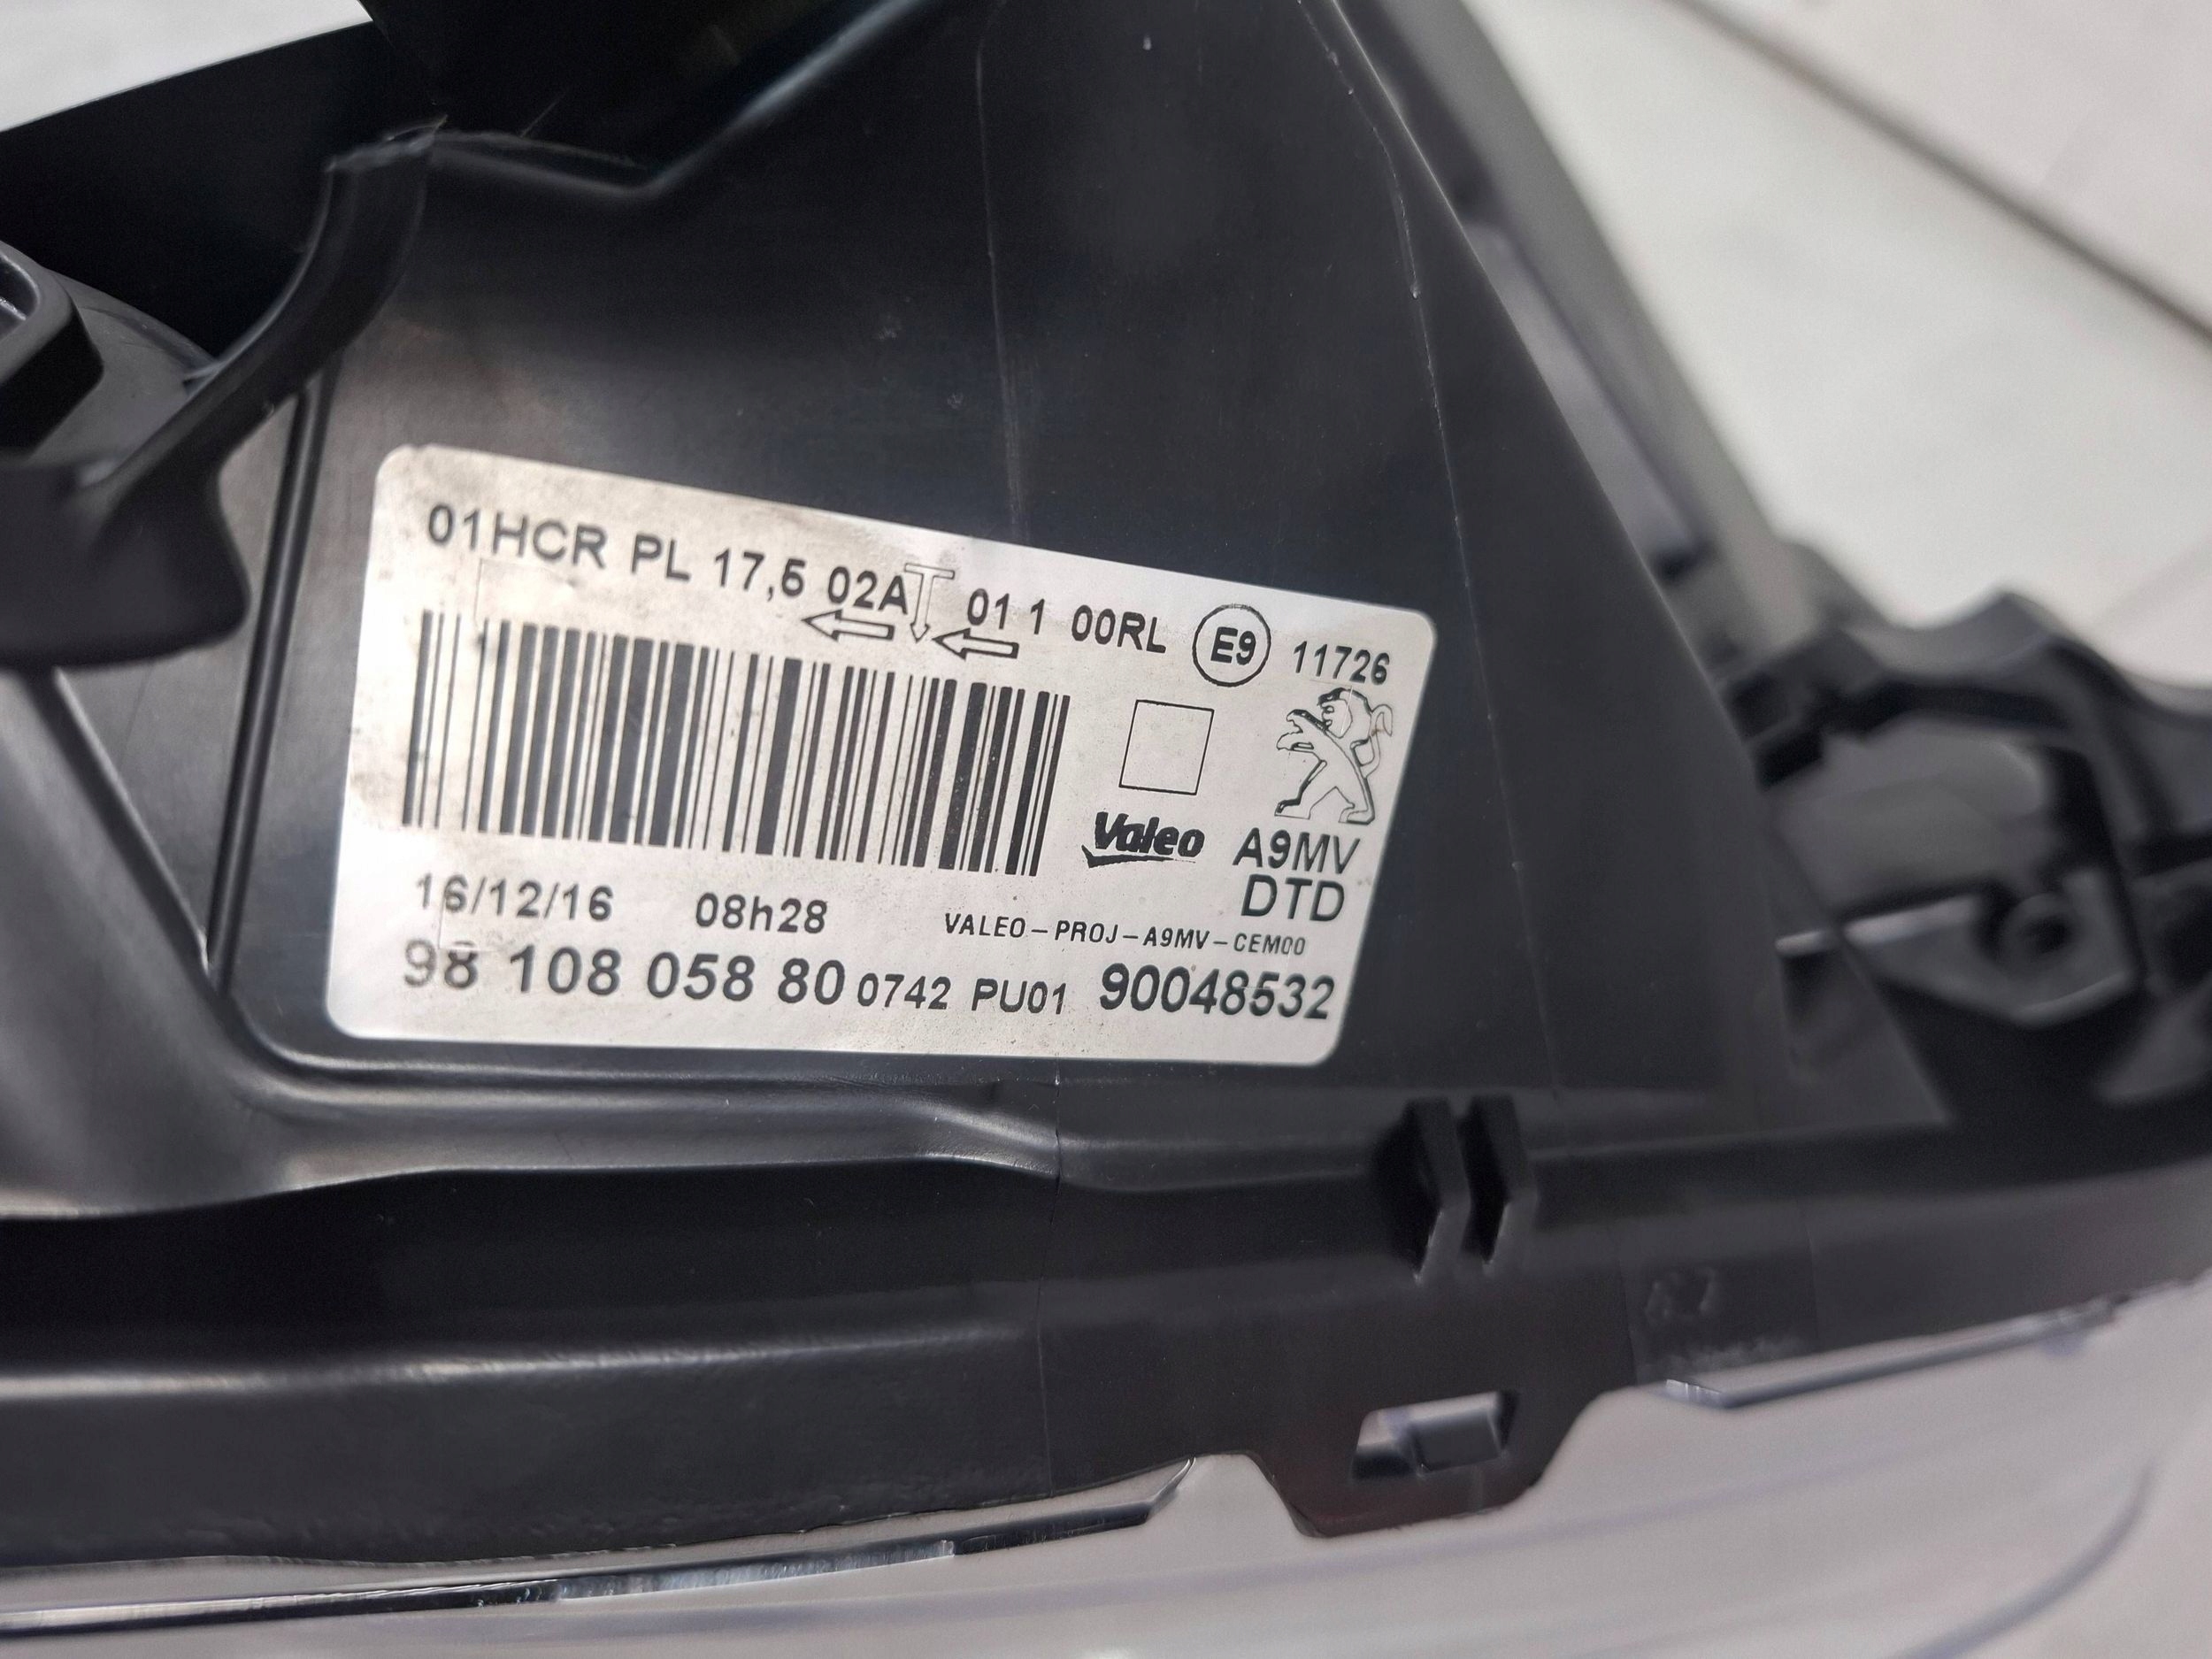 01HCR PL 17,5 02A 01 1 00RL E9 11726
Valeo
A9MV
DTD
16/12/16 08h28
VALEO-PROJ-A9MV-CEM00
98 108 058 80 0742 PU01 90048532